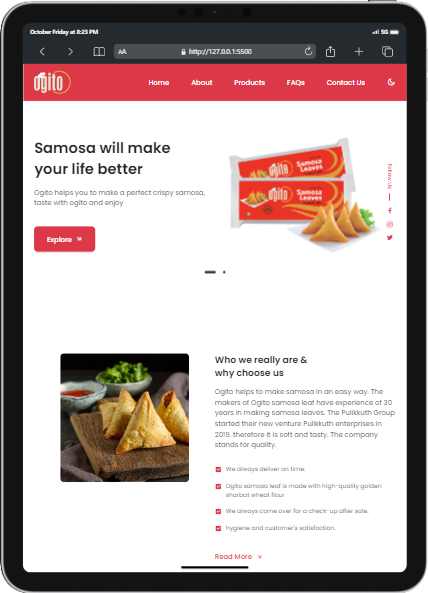 October Friday at 8:23 PM
5G
AA
http://127.0.0.1:5500
Ogito
Home
About
Products
FAQs
Contact Us
Samosa will make
your life better
Ogito helps you to make a perfect crispy samosa,
taste with ogito and enjoy
Explore
Ogito
Samosa
Leaves
Ogito
Samosa
Leaves
Follow Us
Who we really are &
why choose us
Ogito helps to make samosa in an easy way. The
makers of Ogito samosa leaf have experience of 30
years in making samosa leaves. The Pulikkuth Group
started their new venture Pulikkuth enterprises in
2019. therefore it is soft and tasty. The company
stands for quality.
We always deliver on time.
Ogito samosa leaf is made with high-quality golden
sharbat wheat flour
We always come over for a check-up after sale.
hygiene and customer's satisfaction.
Read More